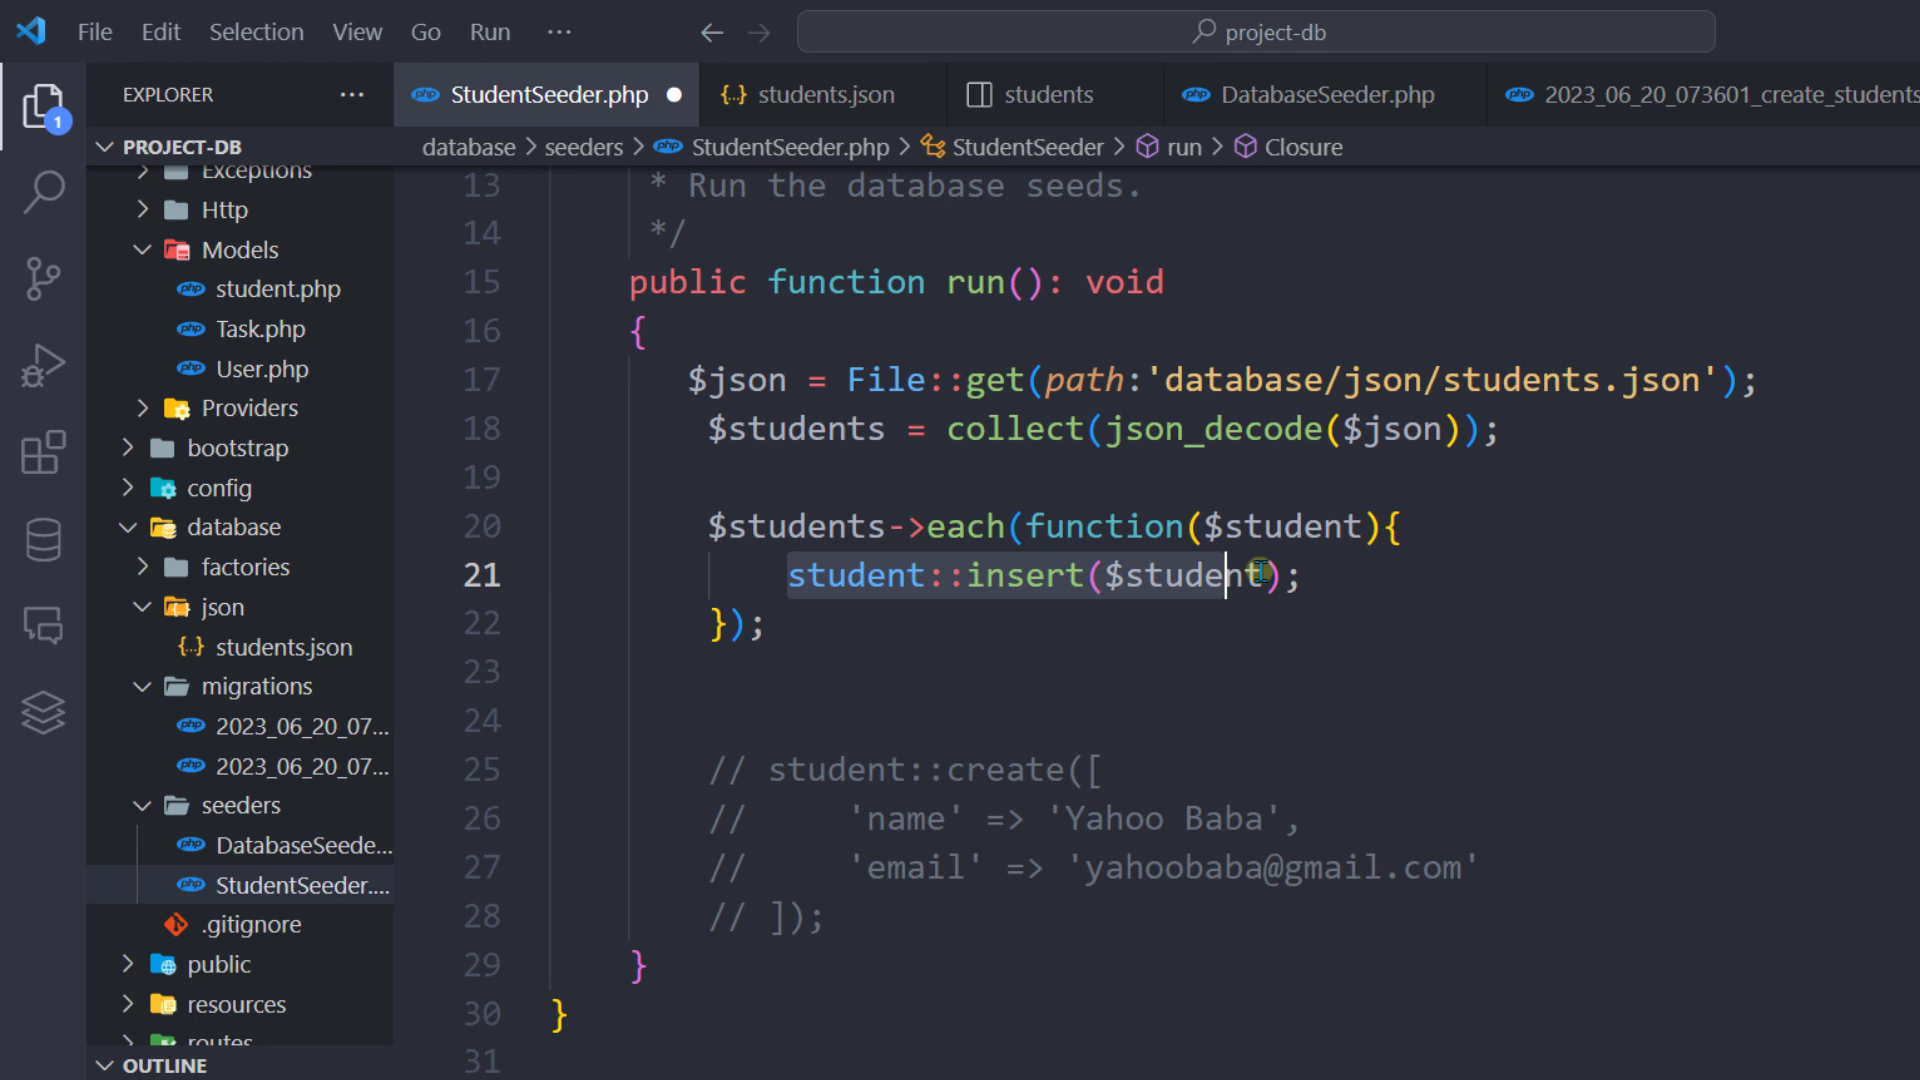 File Edit Selection View Go Run ···
project-db
EXPLORER ···
StudentSeeder.php
students.json
students
DatabaseSeeder.php
2023_06_20_073601_create_students
1
PROJECT-DB
database > seeders > StudentSeeder.php > StudentSeeder > run > Closure
Exceptions
Http
Models
student.php
Task.php
User.php
Providers
bootstrap
config
database
factories
json
students.json
migrations
2023_06_20_07...
2023_06_20_07...
seeders
DatabaseSeede...
StudentSeeder....
.gitignore
public
resources
routes
OUTLINE
13 * Run the database seeds.
14 */
15 public function run(): void
16 {
17 $json = File::get(path:'database/json/students.json');
18 $students = collect(json_decode($json));
19
20 $students->each(function($student){
21 student::insert($student);
22 });
23
24
25 // student::create([
26 // 'name' => 'Yahoo Baba',
27 // 'email' => 'yahoobaba@gmail.com'
28 // ]);
29 }
30 }
31